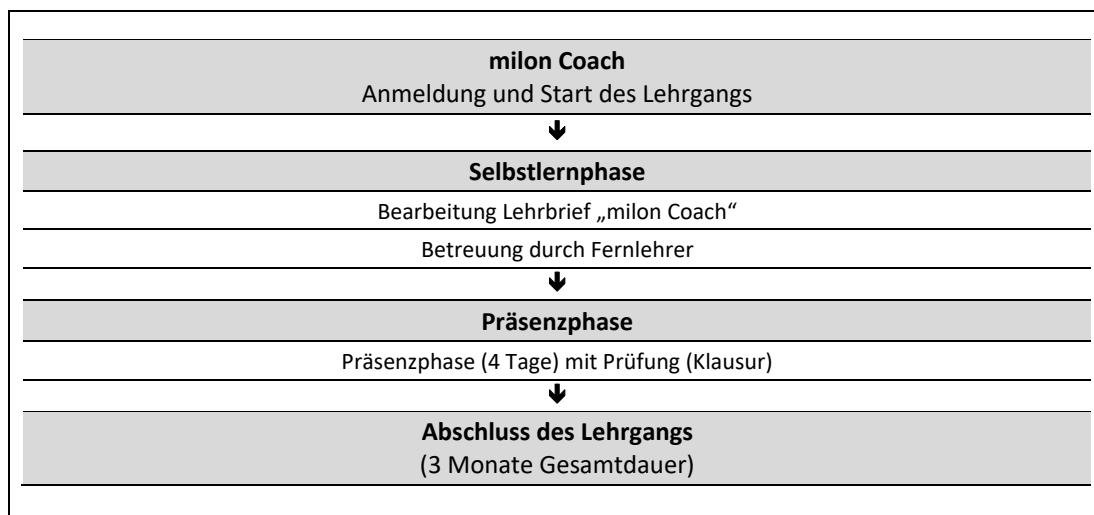 milon Coach
Anmeldung und Start des Lehrgangs
Selbstlernphase
Bearbeitung Lehrbrief „milon Coach“
Betreuung durch Fernlehrer
Präsenzphase
Präsenzphase (4 Tage) mit Prüfung (Klausur)
Abschluss des Lehrgangs
(3 Monate Gesamtdauer)